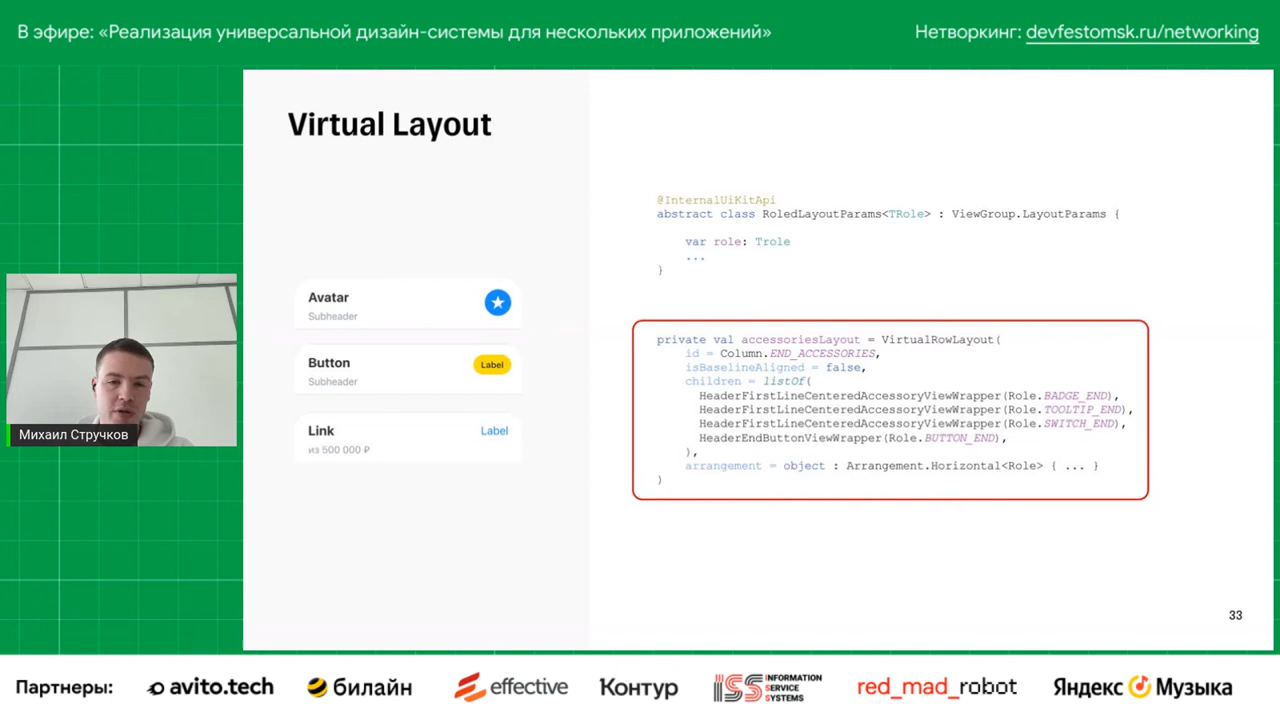 В эфире: «Реализация универсальной дизайн-системы для нескольких приложений»
Нетворкинг: devfestomsk.ru/networking
Virtual Layout
Avatar
Subheader
Button
Subheader
Label
Link
из 500 000 ₽
Label
@InternalUiKitApi
abstract class RoledLayoutParams<TRole> : ViewGroup.LayoutParams {
var role: Trole
...
}
private val accessoriesLayout = VirtualRowLayout(
id = Column.END_ACCESSORIES,
isBaselineAligned = false,
children = listOf(
HeaderFirstLineCenteredAccessoryViewWrapper(Role.BADGE_END),
HeaderFirstLineCenteredAccessoryViewWrapper(Role.TOOLTIP_END),
HeaderFirstLineCenteredAccessoryViewWrapper(Role.SWITCH_END),
HeaderEndButtonViewWrapper(Role.BUTTON_END),
),
arrangement = object : Arrangement.Horizontal<Role> { ... }
)
33
Михаил Стручков
Партнеры:
avito.tech
билайн
effective
Контур
ISS INFORMATION
SERVICE
SYSTEMS
red_mad_robot
Яндекс Музыка